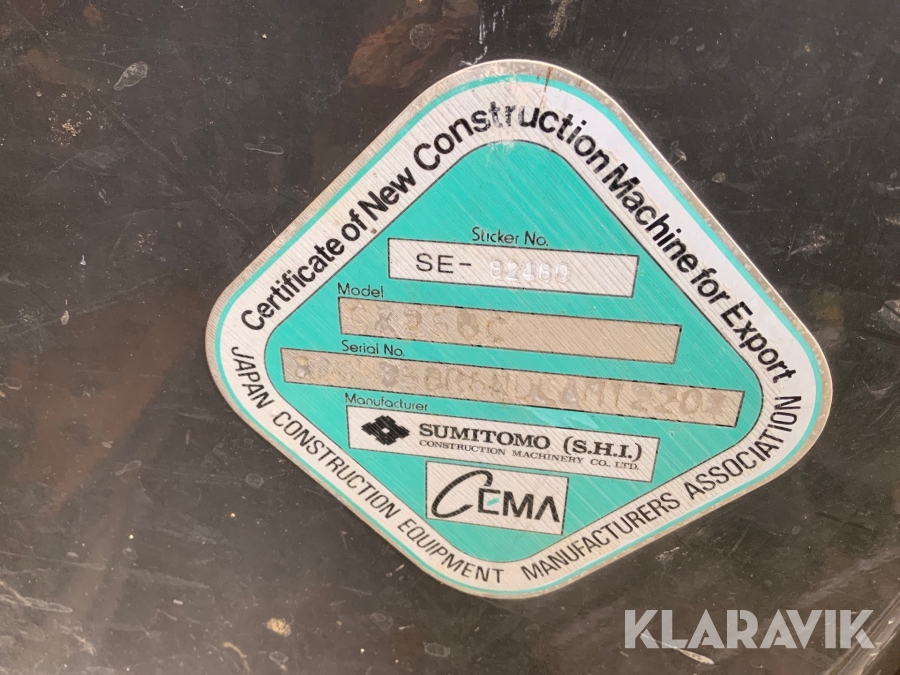 Certificate of New Construction Machine for Export
Sticker No.
SE- 82460
Model
Serial No.
Manufacturer
SUMITOMO (S.H.I.)
CONSTRUCTION MACHINERY CO., LTD.
CEMA
JAPAN CONSTRUCTION EQUIPMENT MANUFACTURERS ASSOCIATION
KLARAVIK